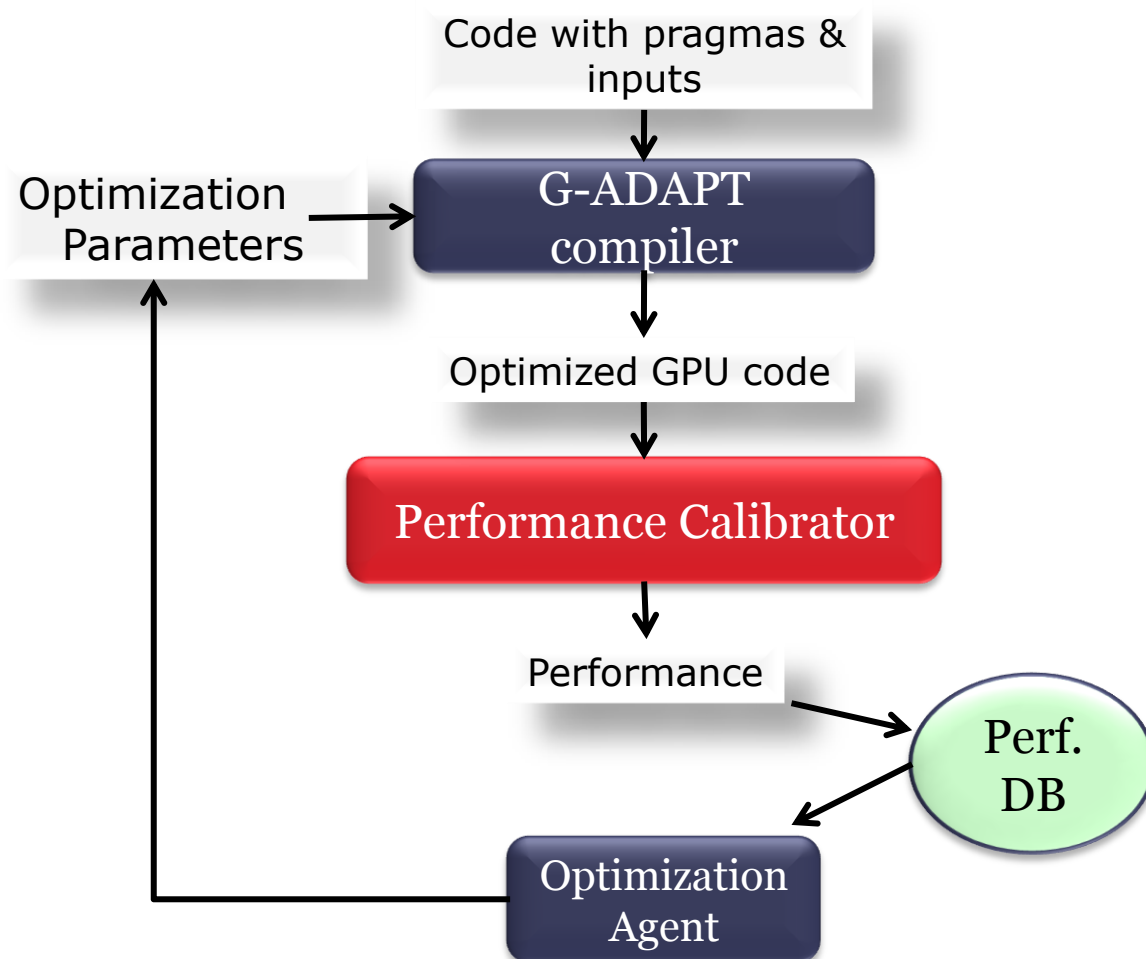 Code with pragmas &
inputs
G-ADAPT
compiler
Optimization
Parameters
Optimized GPU code
Performance Calibrator
Performance
Perf.
DB
Optimization
Agent